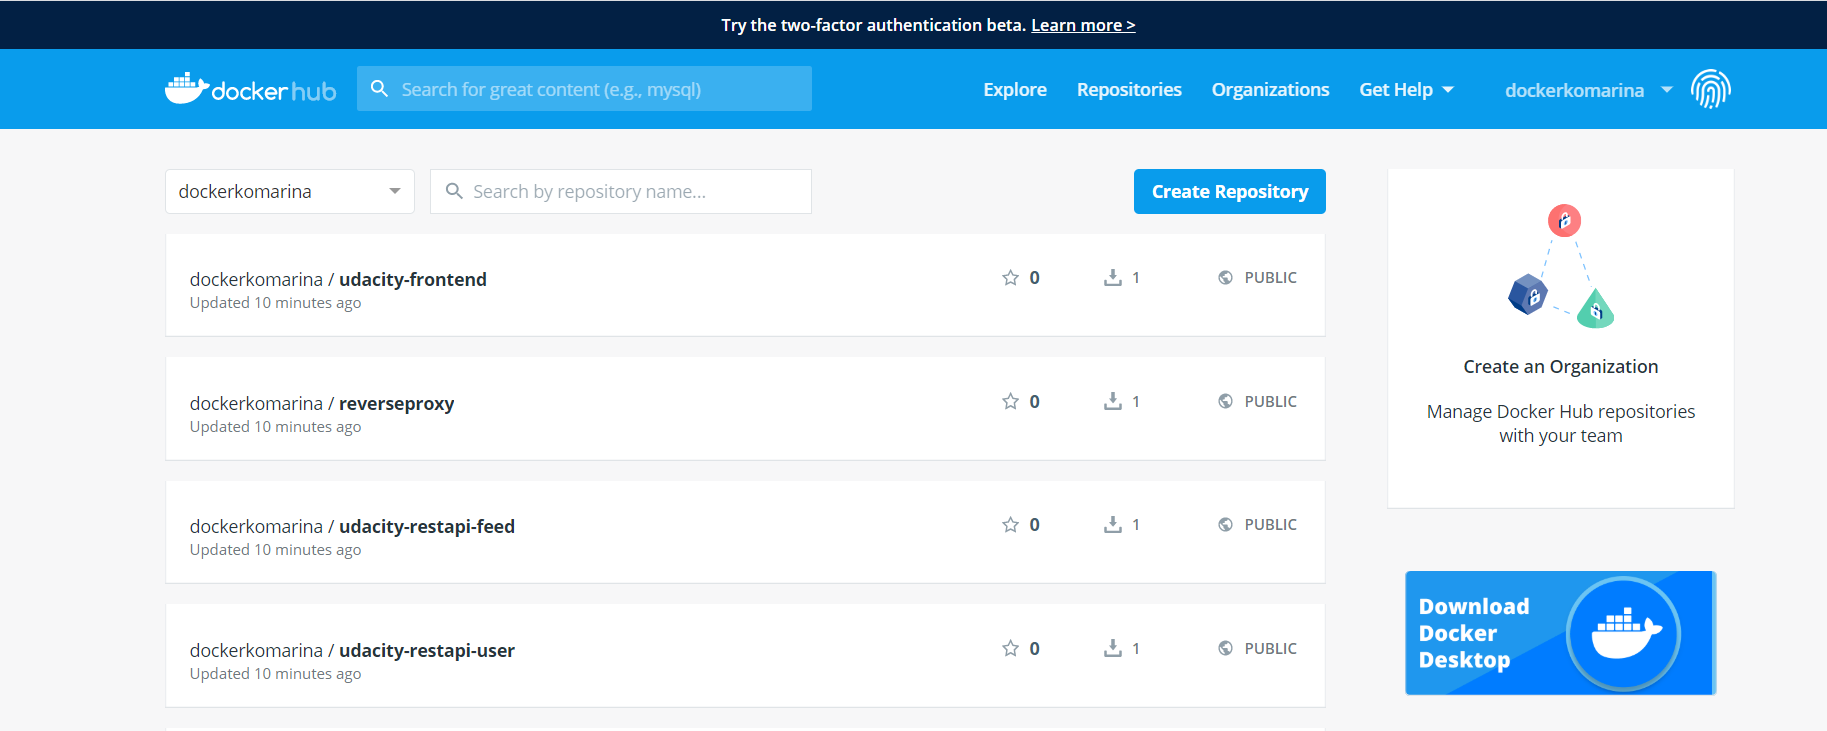 Try the two-factor authentication beta. Learn more >
docker hub
Search for great content (e.g., mysql)
Explore
Repositories
Organizations
Get Help
dockerkomarina
dockerkomarina
Search by repository name...
Create Repository
dockerkomarina / udacity-frontend
Updated 10 minutes ago
0
1
PUBLIC
dockerkomarina / reverseproxy
Updated 10 minutes ago
0
1
PUBLIC
dockerkomarina / udacity-restapi-feed
Updated 10 minutes ago
0
1
PUBLIC
dockerkomarina / udacity-restapi-user
Updated 10 minutes ago
0
1
PUBLIC
Create an Organization
Manage Docker Hub repositories
with your team
Download
Docker
Desktop